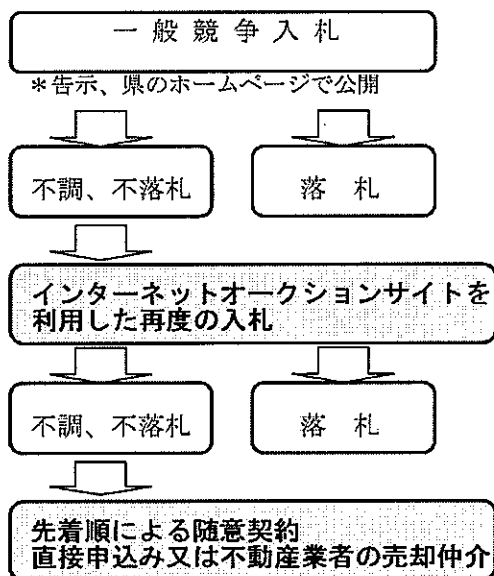 一般競争入札
＊告示、県のホームページで公開
不調、不落札
落札
インターネットオークションサイトを
利用した再度の入札
不調、不落札
落札
先着順による随意契約
直接申込み又は不動産業者の売却仲介